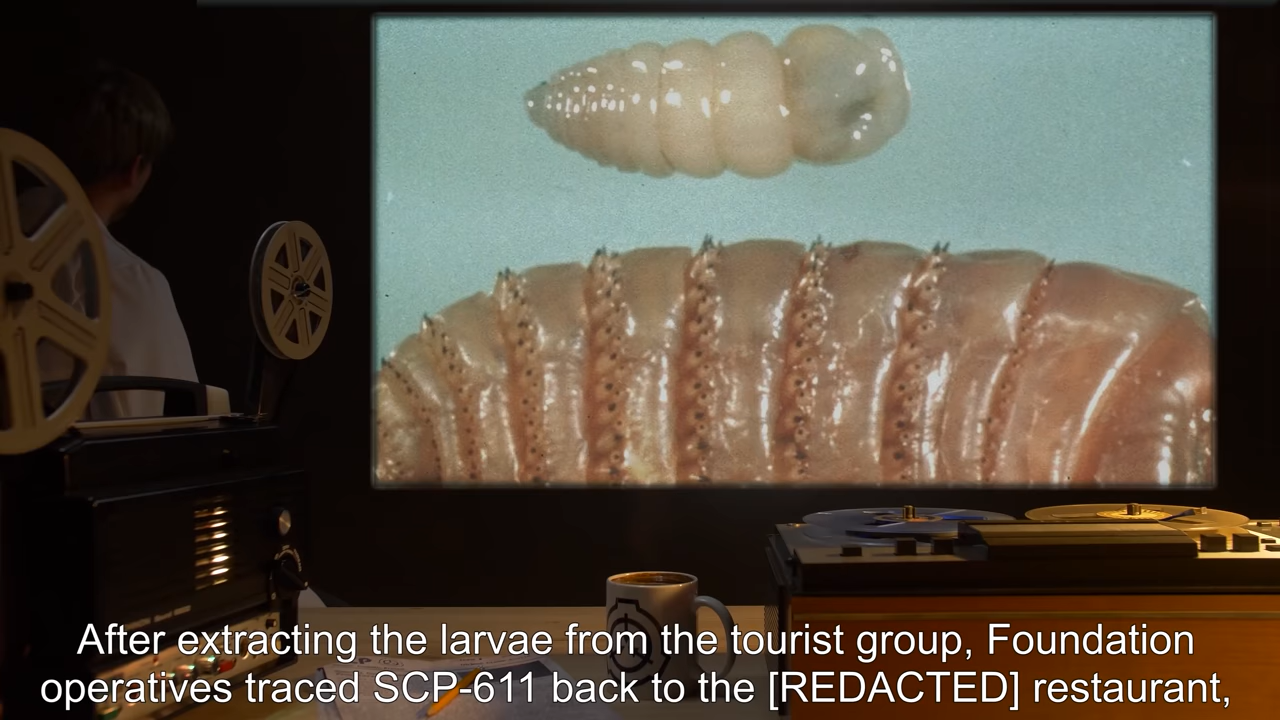 After extracting the larvae from the tourist group, Foundation
operatives traced SCP-611 back to the [REDACTED] restaurant,